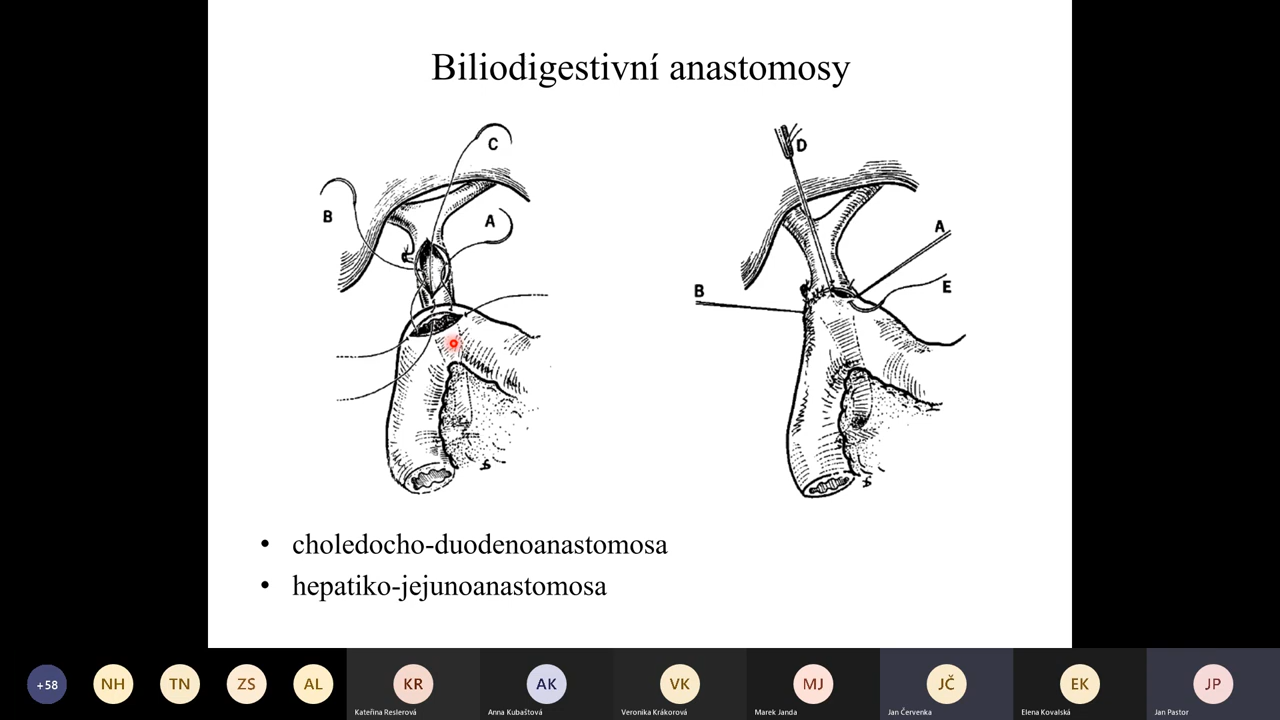 Biliodigestivní anastomosy
C
B
A
D
A
B
E
• choledocho-duodenoanastomosa
• hepatiko-jejunoanastomosa
+58
NH
TN
ZS
AL
KR
AK
VK
MJ
JČ
EK
JP
Kateřina Reslerová
Anna Kubaštová
Veronika Krákorová
Marek Janda
Jan Červenka
Elena Kovalská
Jan Pastor